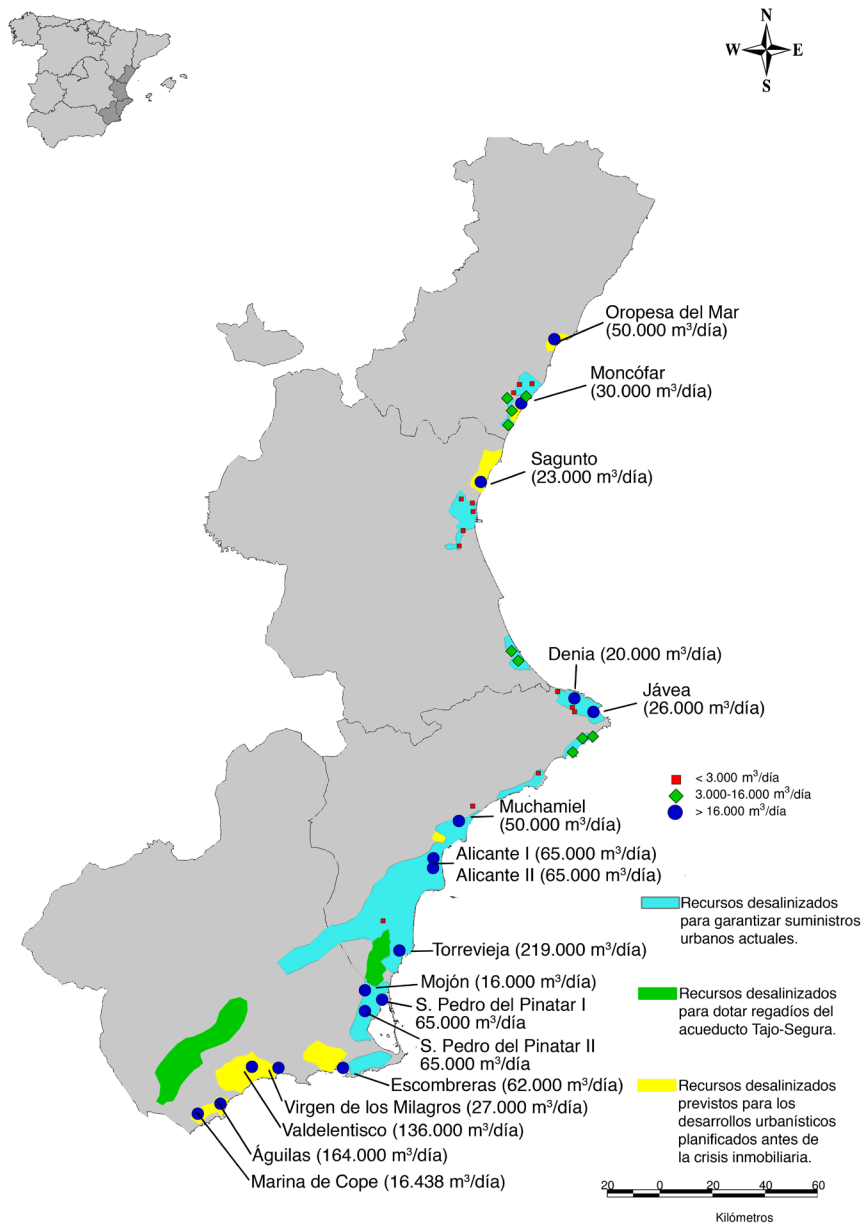 N
W E
S
Oropesa del Mar
(50.000 m³/día)
Moncófar
(30.000 m³/día)
Sagunto
(23.000 m³/día)
Denia (20.000 m³/día)
Jávea
(26.000 m³/día)
< 3.000 m³/día
3.000-16.000 m³/día
> 16.000 m³/día
Muchamiel
(50.000 m³/día)
Alicante I (65.000 m³/día)
Alicante II (65.000 m³/día)
Recursos desalinizados
para garantizar suministros
urbanos actuales.
Torrevieja (219.000 m³/día)
Mojón (16.000 m³/día)
S. Pedro del Pinatar I
65.000 m³/día
S. Pedro del Pinatar II
65.000 m³/día
Recursos desalinizados
para dotar regadíos del
acueducto Tajo-Segura.
Escombreras (62.000 m³/día)
Virgen de los Milagros (27.000 m³/día)
Valdelentisco (136.000 m³/día)
Águilas (164.000 m³/día)
Marina de Cope (16.438 m³/día)
Recursos desalinizados
previstos para los
desarrollos urbanísticos
planificados antes de
la crisis inmobiliaria.
20 0 20 40 60
Kilómetros